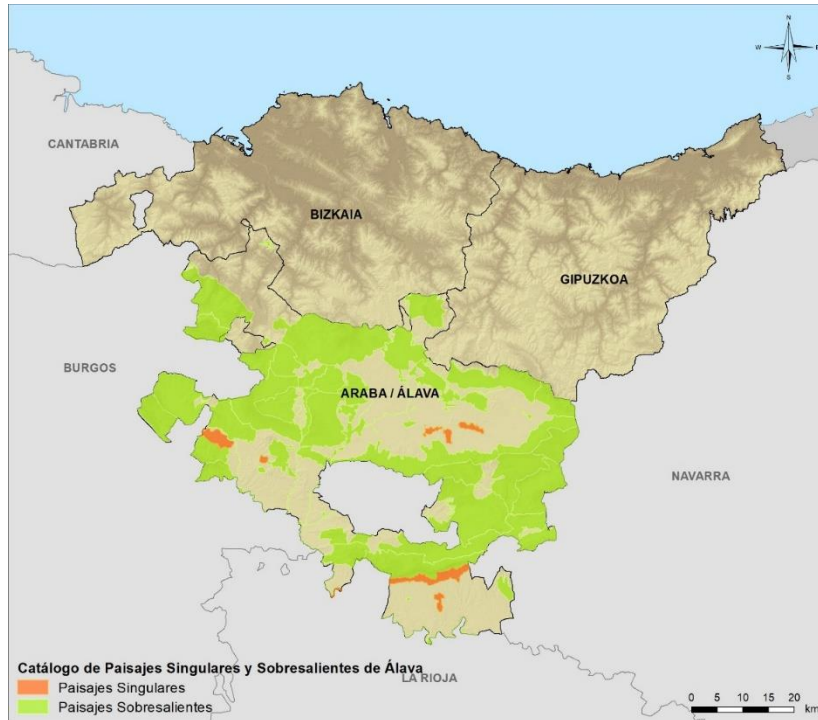 N
S
CANTABRIA
BIZKAIA
GIPUZKOA
BURGOS
ARABA / ÁLAVA
NAVARRA
Catálogo de Paisajes Singulares y Sobresalientes de Álava
LA RIOJA
Paisajes Singulares
Paisajes Sobresalientes
0 5 10 15 20
km